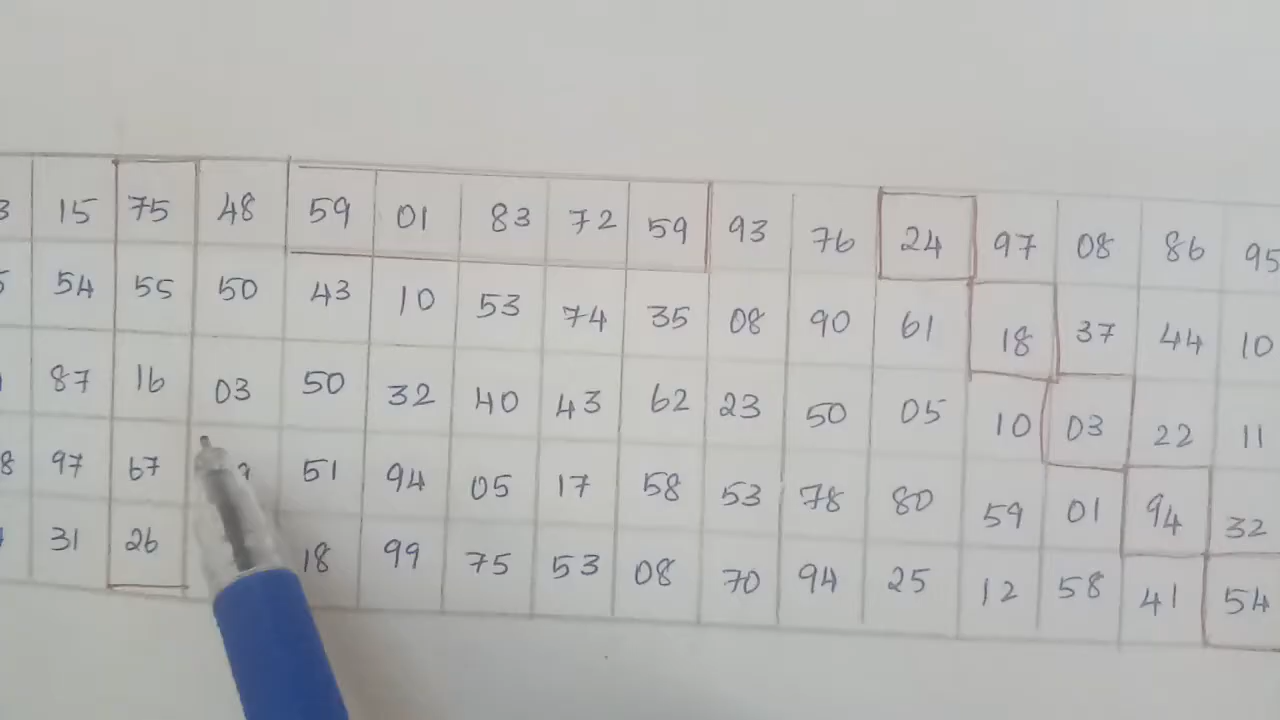 15 75 48 59 01 83 72 59 93 76 24 97 08 86 95
54 55 50 43 10 53 74 35 08 90 61 18 37 44 10
87 16 03 50 32 40 43 62 23 50 05 10 03 22 11
97 67 51 94 05 17 58 53 78 80 59 01 94 32
31 26 18 99 75 53 08 70 94 25 12 58 41 54